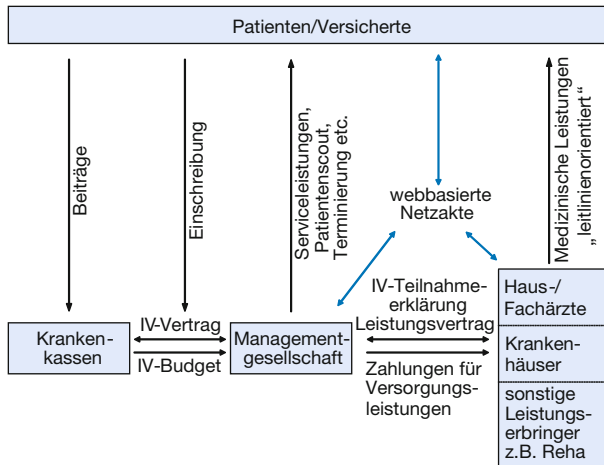 Patienten/Versicherte
Beiträge
Einschreibung
Serviceleistungen,
Patientenscout,
Terminierung etc.
webbasierte
Netzakte
Medizinische Leistungen
„leitlinienorientiert“
Kranken-
kassen
IV-Vertrag
IV-Budget
Management-
gesellschaft
IV-Teilnahme-
erklärung
Leistungsvertrag
Zahlungen für
Versorgungs-
leistungen
Haus-/
Fachärzte
Kranken-
häuser
sonstige
Leistungs-
erbringer
z.B. Reha